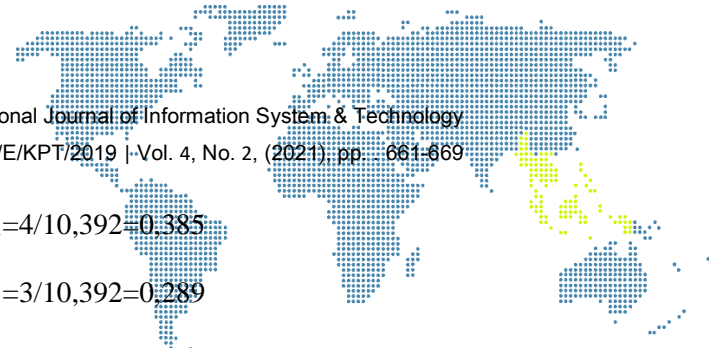 onal Journal of Information System & Technology
/E/KPT/2019 | Vol. 4, No. 2, (2021), pp. . 661-669
=4/10,392=0,385
=3/10,392=0,289